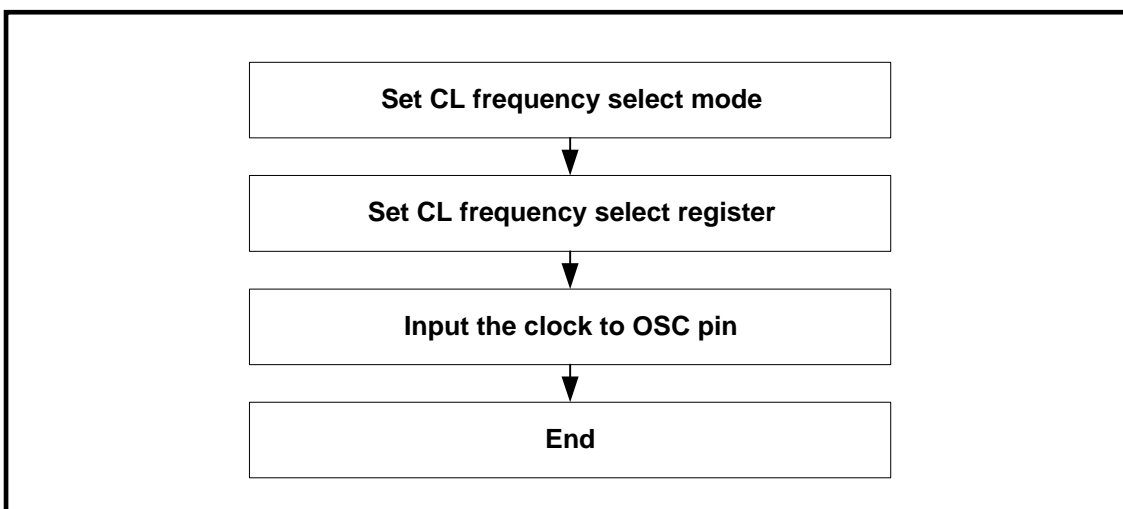 Set CL frequency select mode
Set CL frequency select register
Input the clock to OSC pin
End